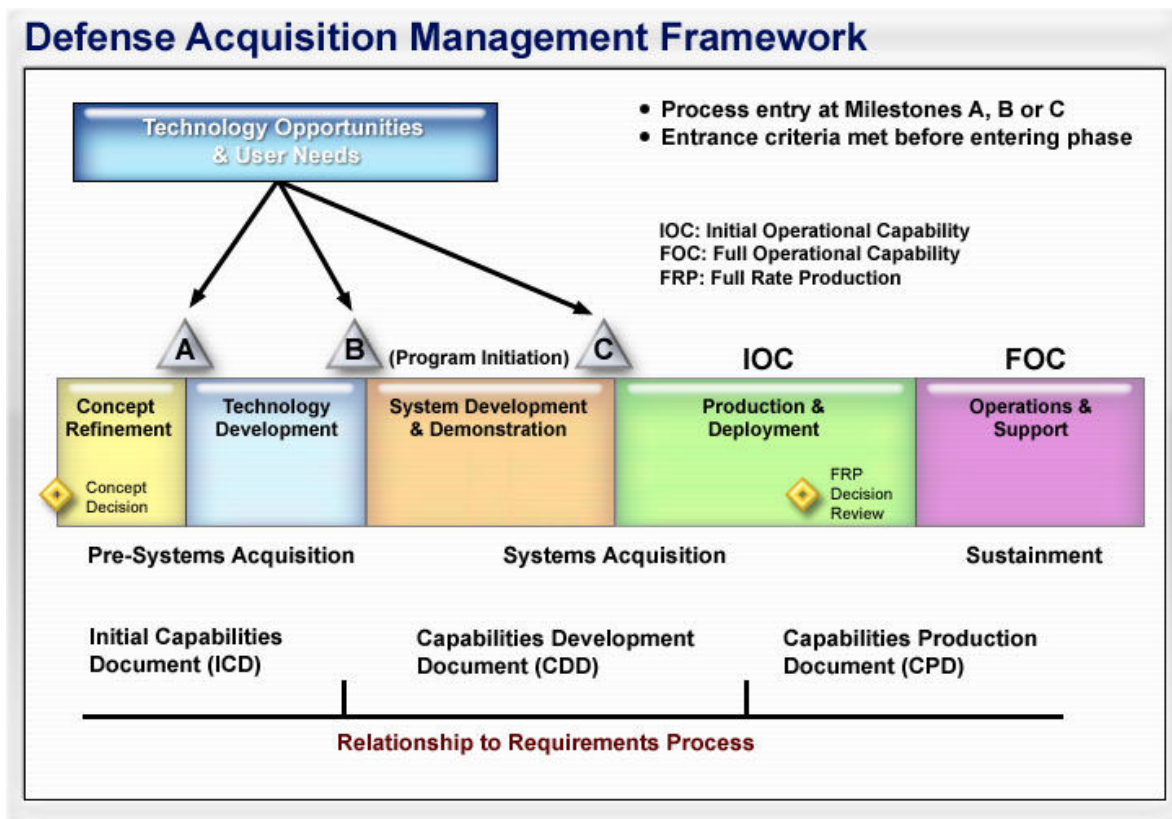 Defense Acquisition Management Framework
Technology Opportunities
& User Needs
• Process entry at Milestones A, B or C
• Entrance criteria met before entering phase
IOC: Initial Operational Capability
FOC: Full Operational Capability
FRP: Full Rate Production
A
B
(Program Initiation)
C
IOC
FOC
Concept
Refinement
Technology
Development
System Development
& Demonstration
Production &
Deployment
Operations &
Support
Concept
Decision
FRP
Decision
Review
Pre-Systems Acquisition
Systems Acquisition
Sustainment
Initial Capabilities
Document (ICD)
Capabilities Development
Document (CDD)
Capabilities Production
Document (CPD)
Relationship to Requirements Process